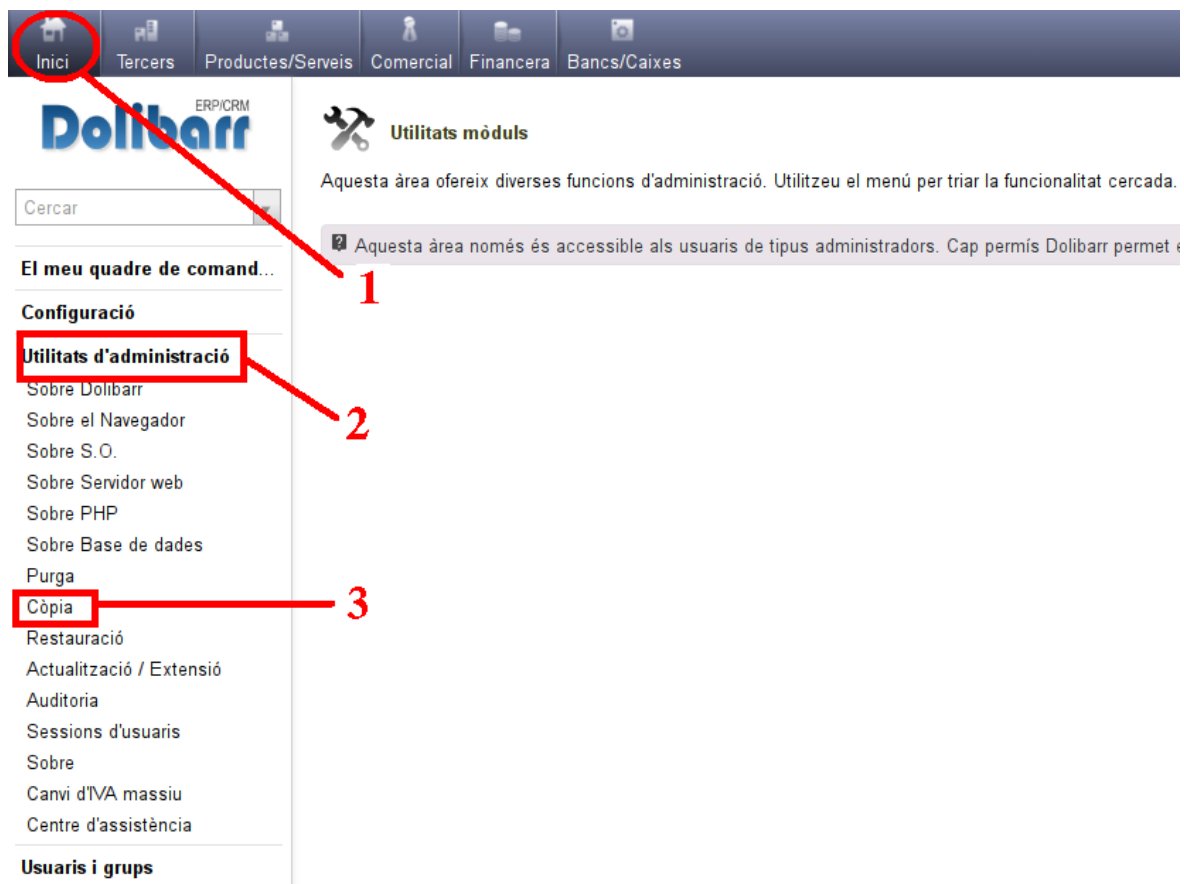 Inici Tercers Productes/Serveis Comercial Financera Bancs/Caixes
ERP/CRM
Dolibarr
Utilitats mòduls
Aquesta àrea ofereix diverses funcions d'administració. Utilitzeu el menú per triar la funcionalitat cercada.
Cercar
Aquesta àrea només és accessible als usuaris de tipus administradors. Cap permís Dolibarr permet
El meu quadre de comand...
1
Configuració
Utilitats d'administració
2
Sobre Dolibarr
Sobre el Navegador
Sobre S.O.
Sobre Servidor web
Sobre PHP
Sobre Base de dades
Purga
Còpia
3
Restauració
Actualització / Extensió
Auditoria
Sessions d'usuaris
Sobre
Canvi d'IVA massiu
Centre d'assistència
Usuaris i grups